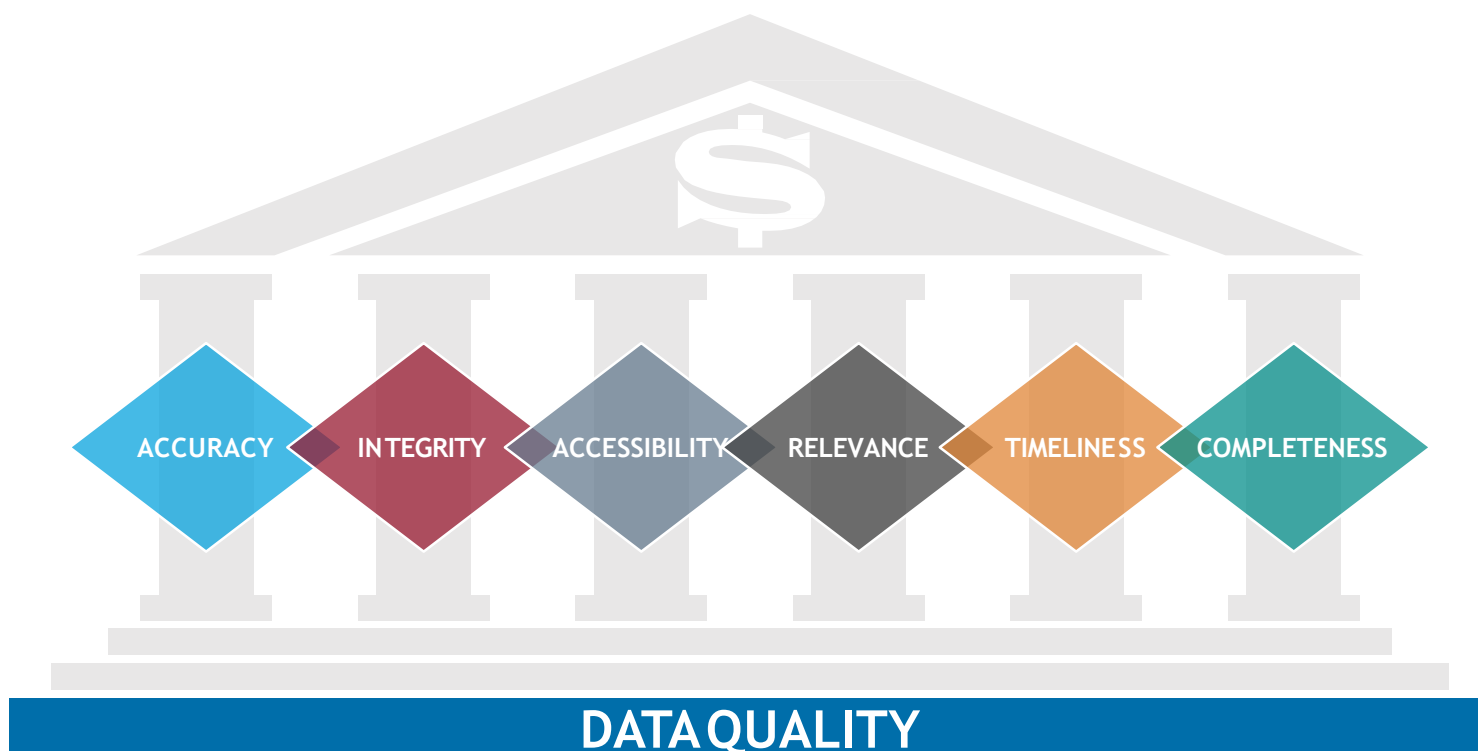 $
ACCURACY INTEGRITY ACCESSIBILITY RELEVANCE TIMELINESS COMPLETENESS
DATA QUALITY